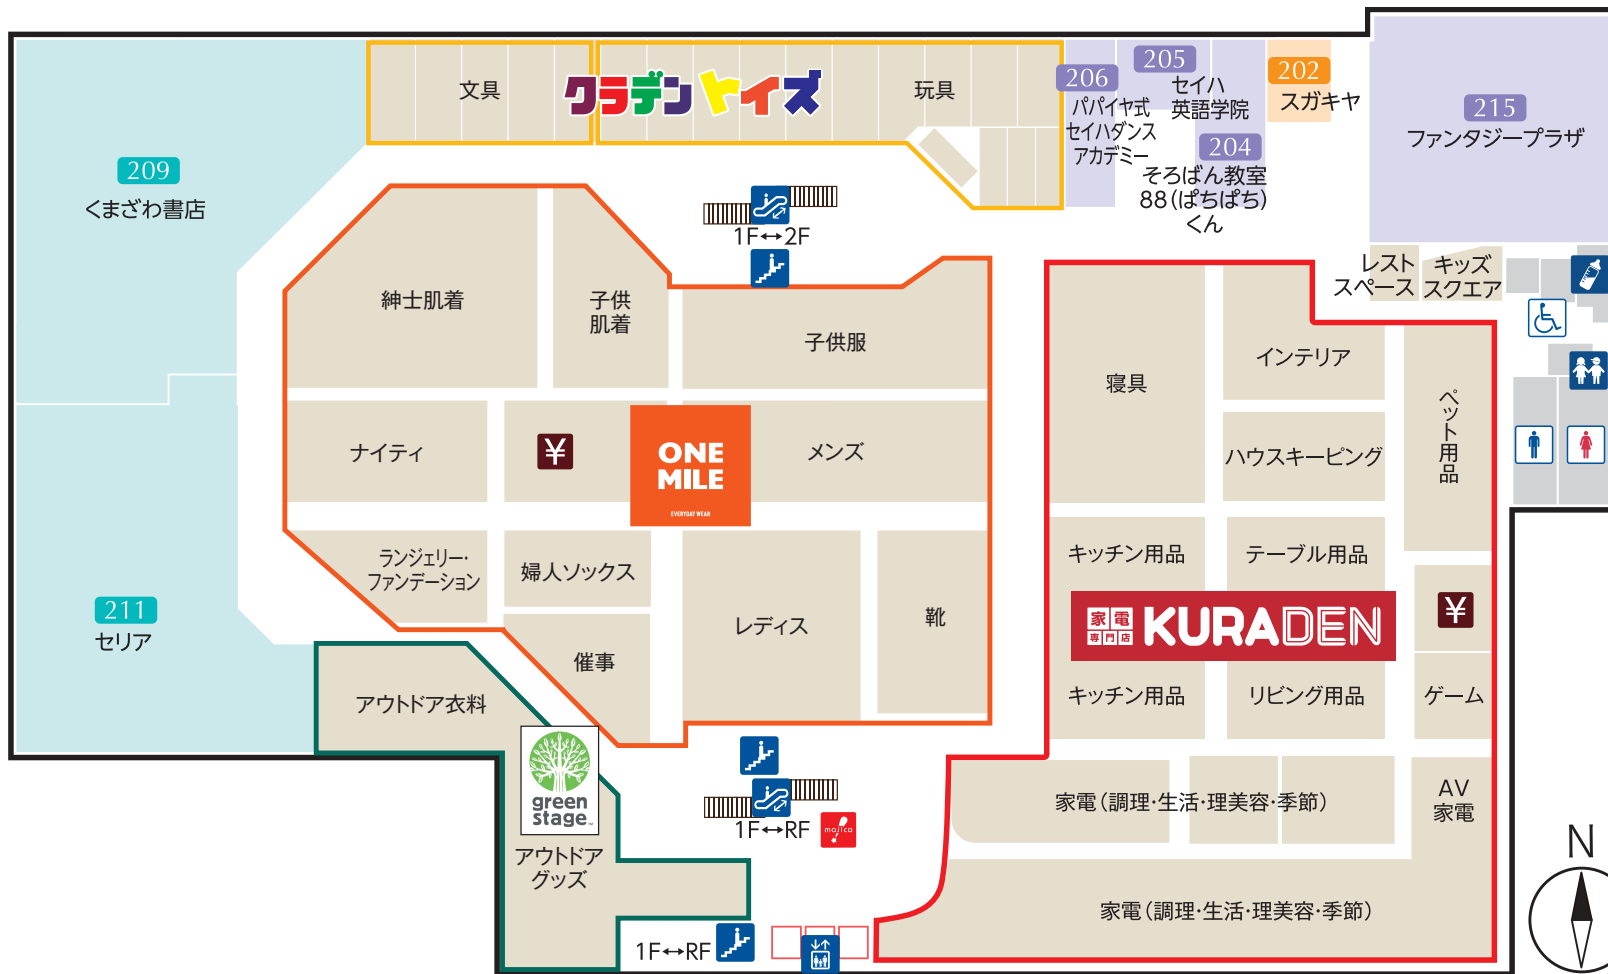 文具
クラデン トイズ
玩具
206
パパイヤ式
セイハダンス
アカデミー
205
セイハ
英語学院
204
そろばん教室
88(ぱちぱち)
くん
202
スガキヤ
215
ファンタジープラザ
209
くまざわ書店
1F↔2F
レスト
スペース
キッズ
スクエア
紳士肌着
子供
肌着
子供服
寝具
インテリア
ペット用品
ナイティ
¥
ONE
MILE
EVERYDAY WEAR
メンズ
ハウスキーピング
ランジェリー・
ファンデーション
婦人ソックス
レディス
靴
催事
キッチン用品
テーブル用品
家電
専門店
KURADEN
¥
キッチン用品
リビング用品
ゲーム
211
セリア
アウトドア衣料
green
stage™
アウトドア
グッズ
1F↔RF
majica
家電(調理・生活・理美容・季節)
AV
家電
家電(調理・生活・理美容・季節)
1F↔RF
N